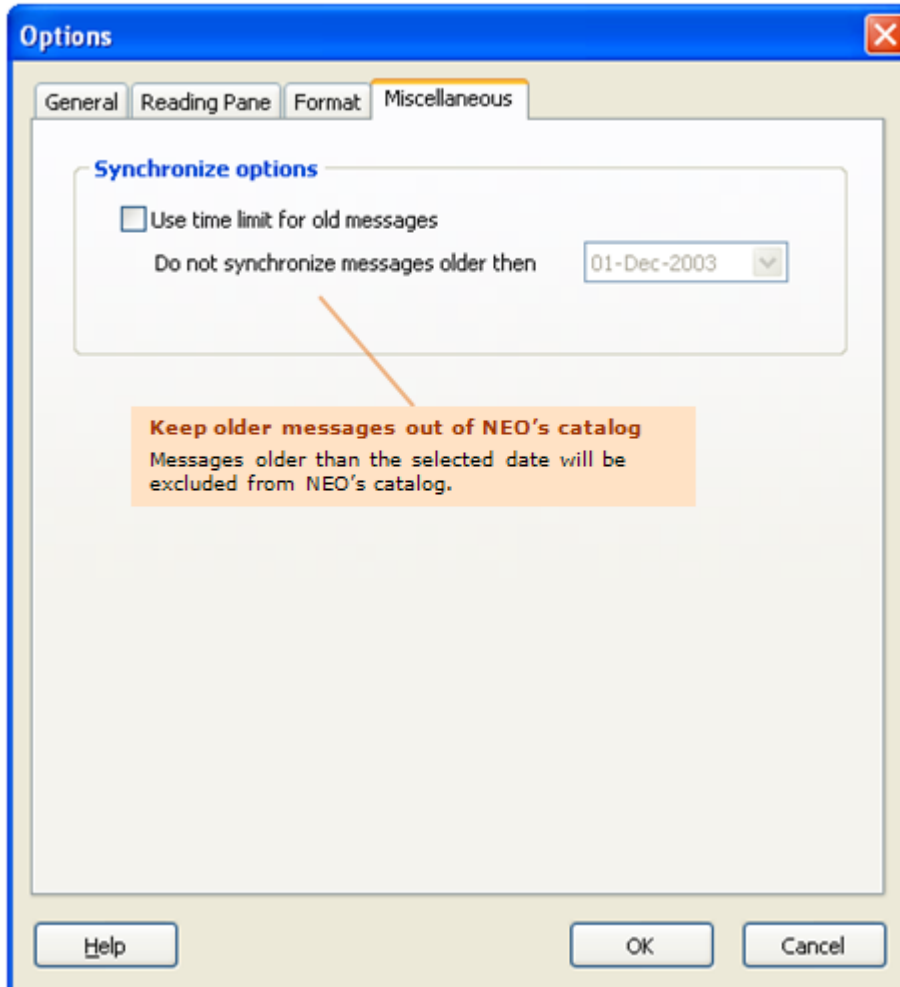 Options
General Reading Pane Format Miscellaneous
Synchronize options
Use time limit for old messages
Do not synchronize messages older then 01-Dec-2003
Keep older messages out of NEO's catalog
Messages older than the selected date will be
excluded from NEO's catalog.
Help OK Cancel